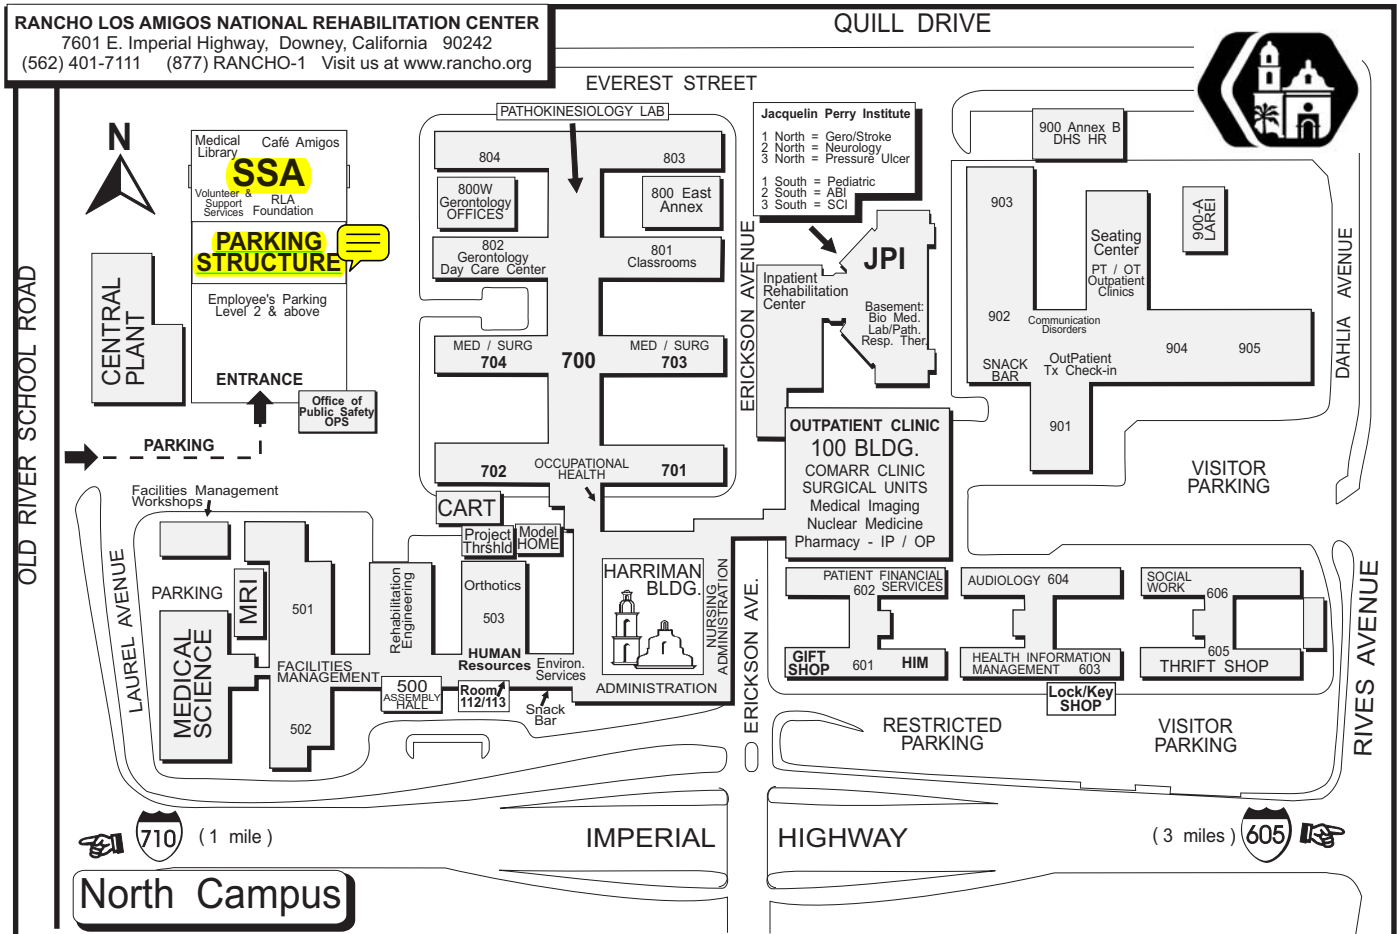 RANCHO LOS AMIGOS NATIONAL REHABILITATION CENTER
7601 E. Imperial Highway, Downey, California 90242
(562) 401-7111 (877) RANCHO-1 Visit us at www.rancho.org
QUILL DRIVE
EVEREST STREET
N
Medical
Library
Café Amigos
SSA
Volunteer &
Support
Services
RLA
Foundation
PARKING
STRUCTURE
Employee's Parking
Level 2 & above
ENTRANCE
Office of
Public Safety
OPS
PARKING
CENTRAL
PLANT
OLD RIVER SCHOOL ROAD
PATHOKINESIOLOGY LAB
804
803
800W
Gerontology
OFFICES
800 East
Annex
802
Gerontology
Day Care Center
801
Classrooms
MED / SURG
704
700
MED / SURG
703
702
OCCUPATIONAL
HEALTH
701
ERICKSON AVENUE
Jacquelin Perry Institute
1 North = Gero/Stroke
2 North = Neurology
3 North = Pressure Ulcer
1 South = Pediatric
2 South = ABI
3 South = SCI
JPI
Inpatient
Rehabilitation
Center
Basement:
Bio Med.
Lab/Path.
Resp. Ther.
OUTPATIENT CLINIC
100 BLDG.
COMARR CLINIC
SURGICAL UNITS
Medical Imaging
Nuclear Medicine
Pharmacy - IP / OP
900 Annex B
DHS HR
903
Seating
Center
PT / OT
Outpatient
Clinics
900-A
LAREI
902
Communication
Disorders
SNACK
BAR
OutPatient
Tx Check-in
904
905
901
DAHLIA AVENUE
VISITOR
PARKING
Facilities Management
Workshops
LAUREL AVENUE
PARKING
MRI
501
MEDICAL
SCIENCE
FACILITIES
MANAGEMENT
502
Rehabilitation
Engineering
CART
Project
Thrshld
Model
HOME
Orthotics
503
HUMAN
Resources
Environ.
Services
500
ASSEMBLY
HALL
Room
112/113
Snack
Bar
HARRIMAN
BLDG.
NURSING
ADMINISTRATION
ADMINISTRATION
ERICKSON AVE.
PATIENT FINANCIAL
602 SERVICES
GIFT
SHOP
601
HIM
AUDIOLOGY 604
HEALTH INFORMATION
MANAGEMENT 603
Lock/Key
SHOP
SOCIAL
WORK
606
605
THRIFT SHOP
RIVES AVENUE
RESTRICTED
PARKING
VISITOR
PARKING
710
( 1 mile )
IMPERIAL HIGHWAY
( 3 miles )
605
North Campus